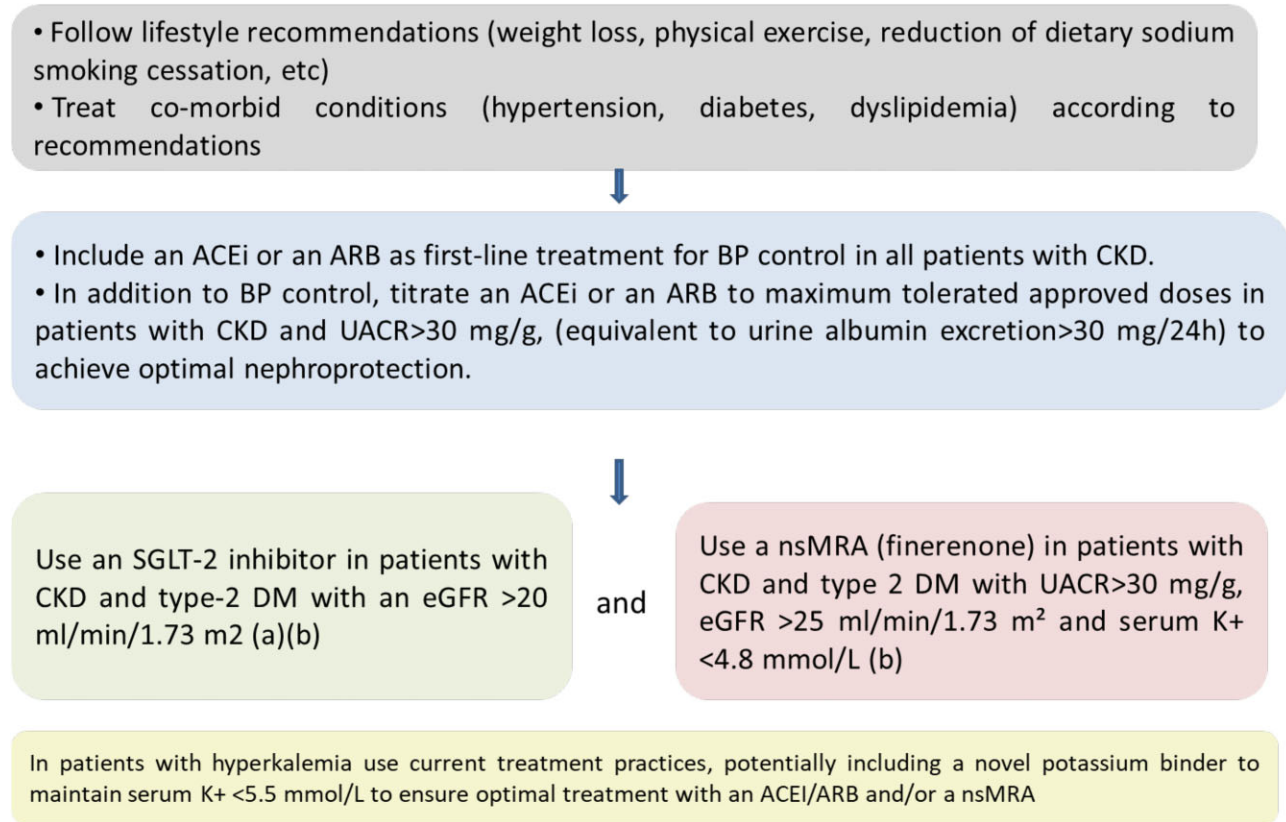 • Follow lifestyle recommendations (weight loss, physical exercise, reduction of dietary sodium
smoking cessation, etc)
• Treat co-morbid conditions (hypertension, diabetes, dyslipidemia) according to
recommendations
• Include an ACEi or an ARB as first-line treatment for BP control in all patients with CKD.
• In addition to BP control, titrate an ACEi or an ARB to maximum tolerated approved doses in
patients with CKD and UACR>30 mg/g, (equivalent to urine albumin excretion>30 mg/24h) to
achieve optimal nephroprotection.
Use an SGLT-2 inhibitor in patients with
CKD and type-2 DM with an eGFR >20
ml/min/1.73 m2 (a)(b)
and
Use a nsMRA (finerenone) in patients with
CKD and type 2 DM with UACR>30 mg/g,
eGFR >25 ml/min/1.73 m² and serum K+
<4.8 mmol/L (b)
In patients with hyperkalemia use current treatment practices, potentially including a novel potassium binder to
maintain serum K+ <5.5 mmol/L to ensure optimal treatment with an ACEI/ARB and/or a nsMRA